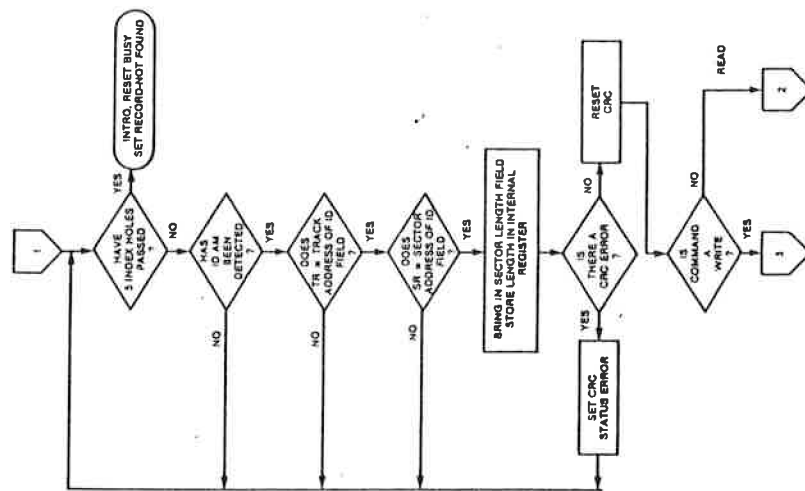 1
HAVE
5 INDEX HOLES
PASSED
?
YES
INTRO, RESET BUSY
SET RECORD-NOT FOUND
NO
HAS
ID AM
BEEN
DETECTED
?
NO
YES
DOES
TR = TRACK
ADDRESS OF ID
FIELD
?
NO
YES
DOES
SR = SECTOR
ADDRESS OF ID
FIELD
?
NO
YES
BRING IN SECTOR LENGTH FIELD
STORE LENGTH IN INTERNAL
REGISTER
IS
THERE A
CRC ERROR
?
YES
NO
SET CRC
STATUS ERROR
RESET
CRC
IS
COMMAND
A
WRITE
?
NO
READ
YES
2
3